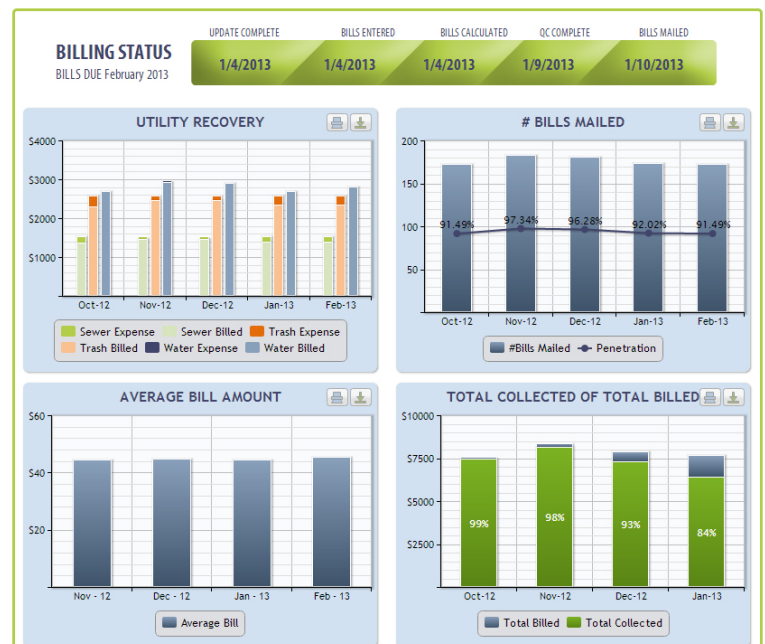 UPDATE COMPLETE BILLS ENTERED BILLS CALCULATED QC COMPLETE BILLS MAILED
BILLING STATUS
BILLS DUE February 2013
1/4/2013 1/4/2013 1/4/2013 1/9/2013 1/10/2013
UTILITY RECOVERY
$4000
$3000
$2000
$1000
Oct-12 Nov-12 Dec-12 Jan-13 Feb-13
Sewer Expense Sewer Billed Trash Expense
Trash Billed Water Expense Water Billed
# BILLS MAILED
200
150
100
50
91.49% 97.34% 96.28% 92.02% 91.49%
Oct-12 Nov-12 Dec-12 Jan-13 Feb-13
#Bills Mailed Penetration
AVERAGE BILL AMOUNT
$60
$40
$20
Nov - 12 Dec - 12 Jan - 13 Feb - 13
Average Bill
TOTAL COLLECTED OF TOTAL BILLED
$10000
$7500
$5000
$2500
99% 98% 93% 84%
Oct-12 Nov-12 Dec-12 Jan-13
Total Billed Total Collected